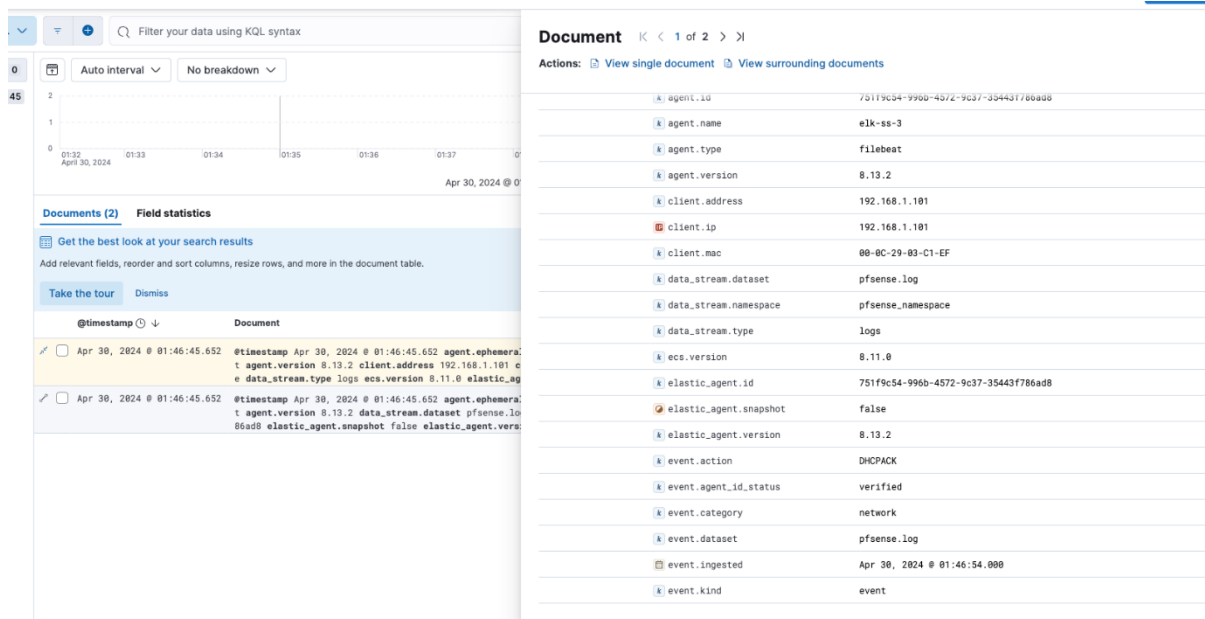 Filter your data using KQL syntax
0
Auto interval
No breakdown
45
2
1
0
01:32
01:33
01:34
01:35
01:36
01:37
April 30, 2024
Apr 30, 2024 @ 0
Documents (2)
Field statistics
Get the best look at your search results
Add relevant fields, reorder and sort columns, resize rows, and more in the document table.
Take the tour
Dismiss
@timestamp
Document
Apr 30, 2024 @ 01:46:45.652
@timestamp Apr 30, 2024 @ 01:46:45.652 agent.ephemeral
t agent.version 8.13.2 client.address 192.168.1.101 c
e data_stream.type logs ecs.version 8.11.0 elastic_ag
Apr 30, 2024 @ 01:46:45.652
@timestamp Apr 30, 2024 @ 01:46:45.652 agent.ephemeral
t agent.version 8.13.2 data_stream.dataset pfsense.lo
86ad8 elastic_agent.snapshot false elastic_agent.vers
Document
1 of 2
Actions:
View single document
View surrounding documents
agent.id 751f9c54-996b-4572-9c37-35443f786ad8
agent.name elk-ss-3
agent.type filebeat
agent.version 8.13.2
client.address 192.168.1.101
client.ip 192.168.1.101
client.mac 00-0C-29-03-C1-EF
data_stream.dataset pfsense.log
data_stream.namespace pfsense_namespace
data_stream.type logs
ecs.version 8.11.0
elastic_agent.id 751f9c54-996b-4572-9c37-35443f786ad8
elastic_agent.snapshot false
elastic_agent.version 8.13.2
event.action DHCPACK
event.agent_id_status verified
event.category network
event.dataset pfsense.log
event.ingested Apr 30, 2024 @ 01:46:54.000
event.kind event